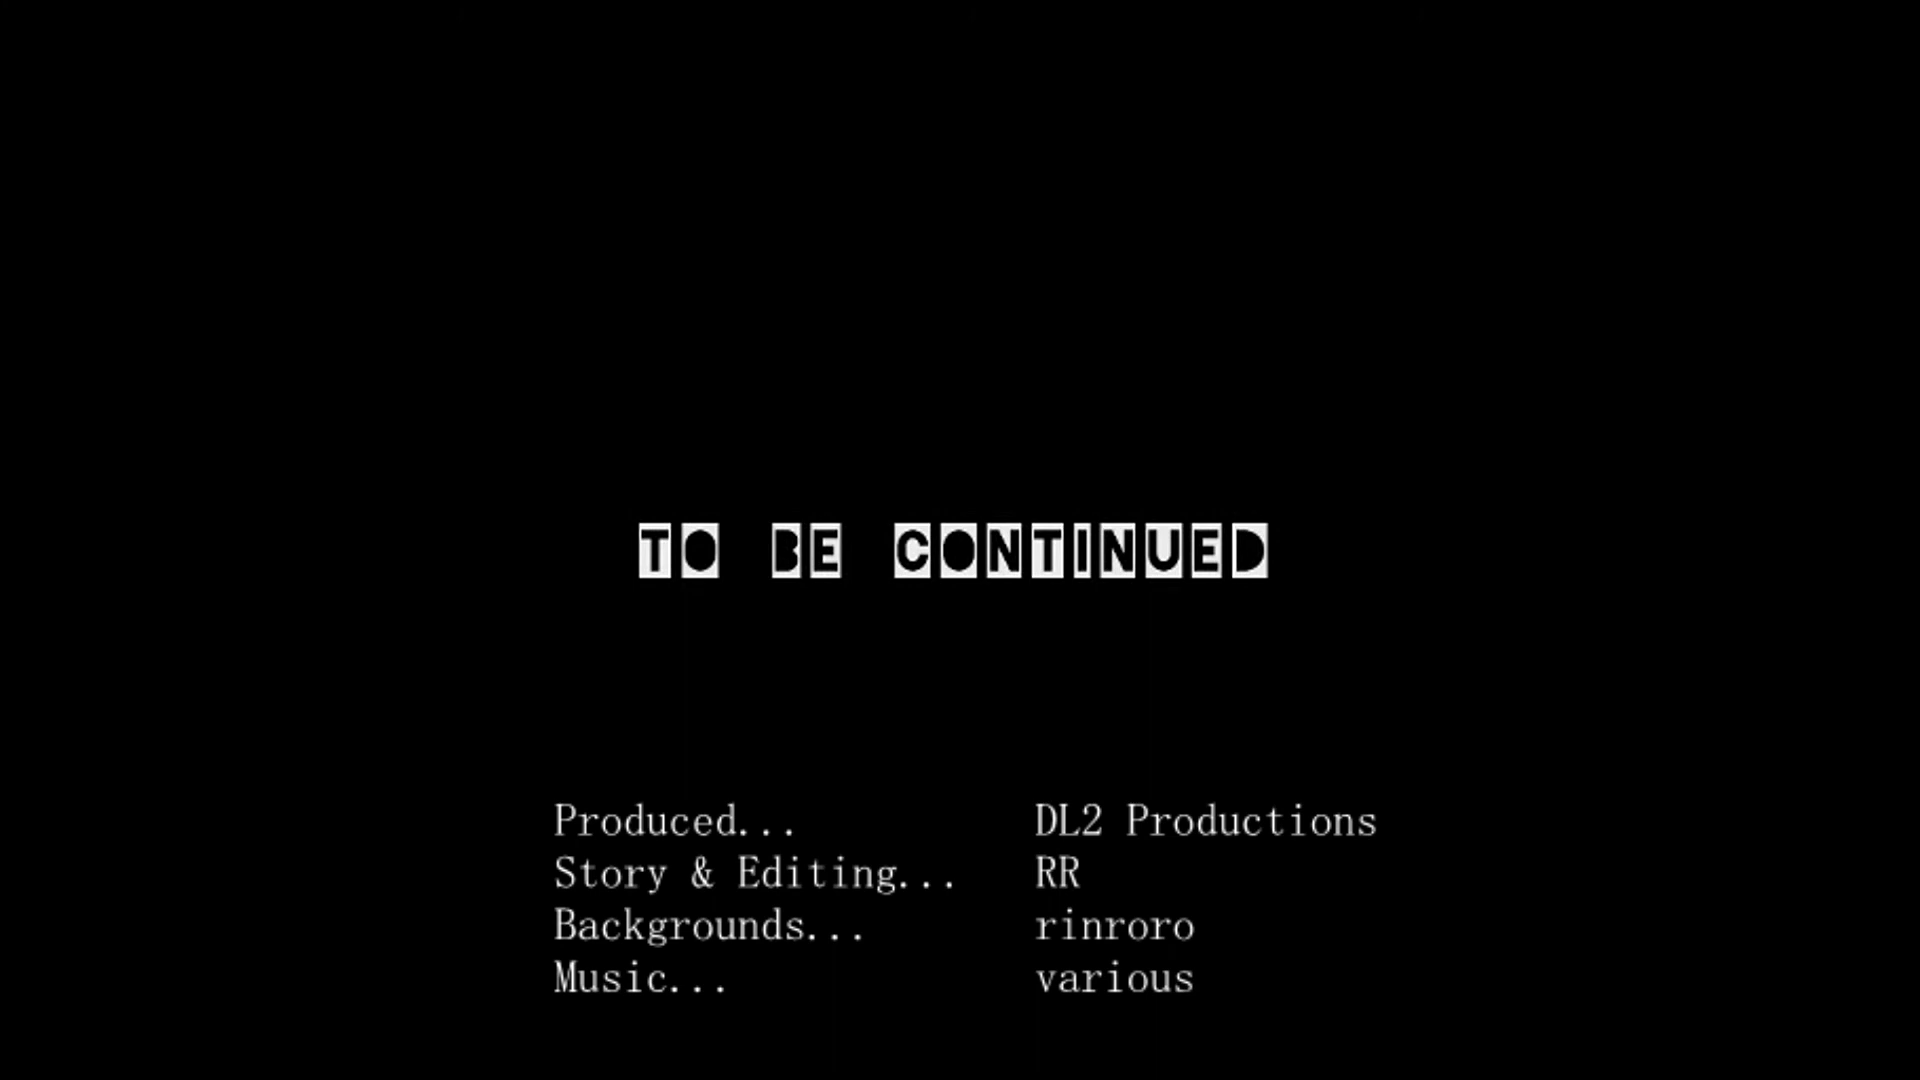 TO BE CONTINUED
Produced... DL2 Productions
Story & Editing... RR
Backgrounds... rinroro
Music... various